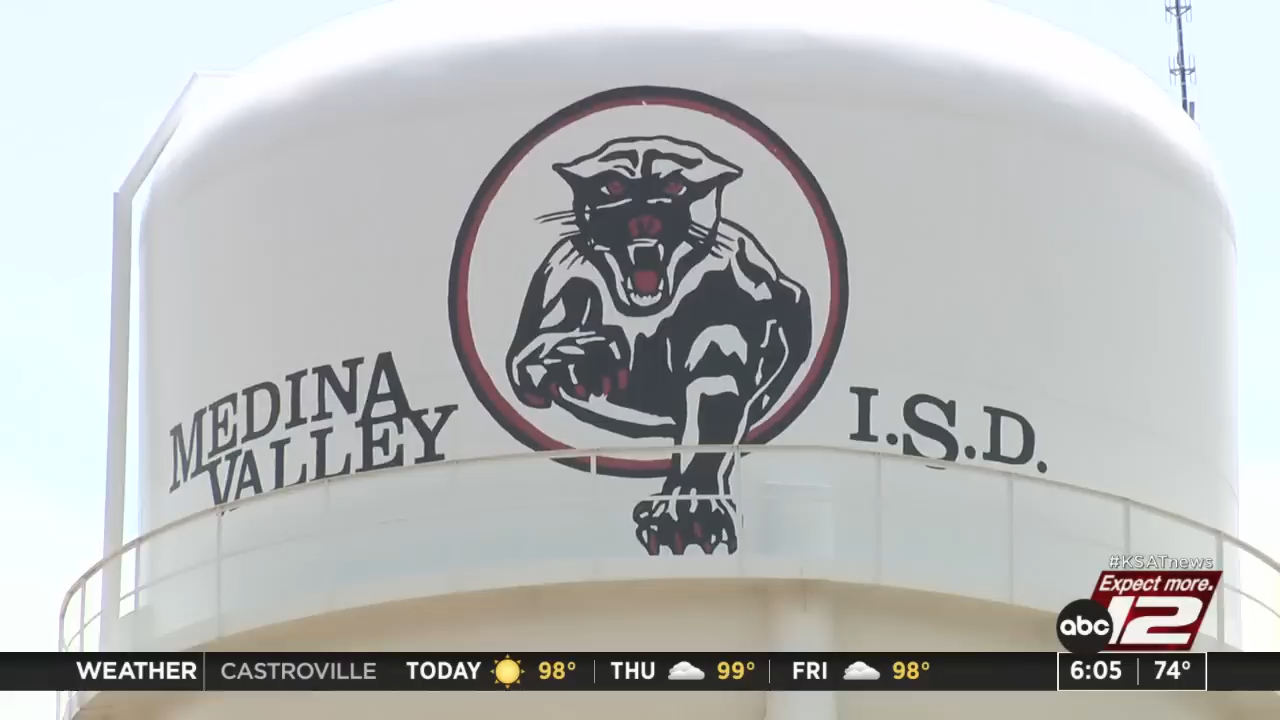 MEDINA
VALLEY
I.S.D.
#KSATnews
Expect more.
abc 12
WEATHER CASTROVILLE TODAY 98° THU 99° FRI 98° 6:05 74°